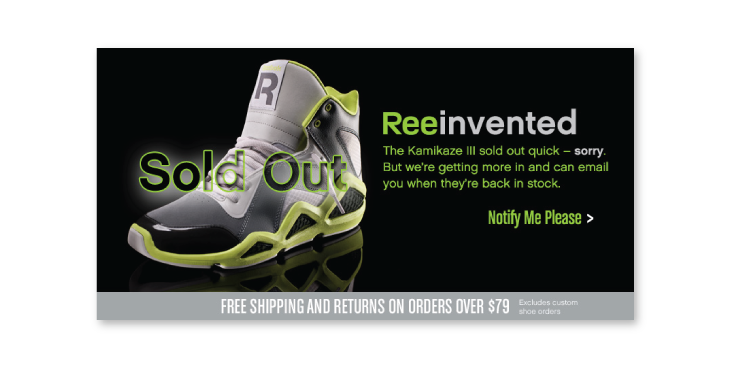 R
Sold Out
Reeinvented
The Kamikaze III sold out quick – sorry.
But we're getting more in and can email
you when they're back in stock.
Notify Me Please >
FREE SHIPPING AND RETURNS ON ORDERS OVER $79
Excludes custom
shoe orders